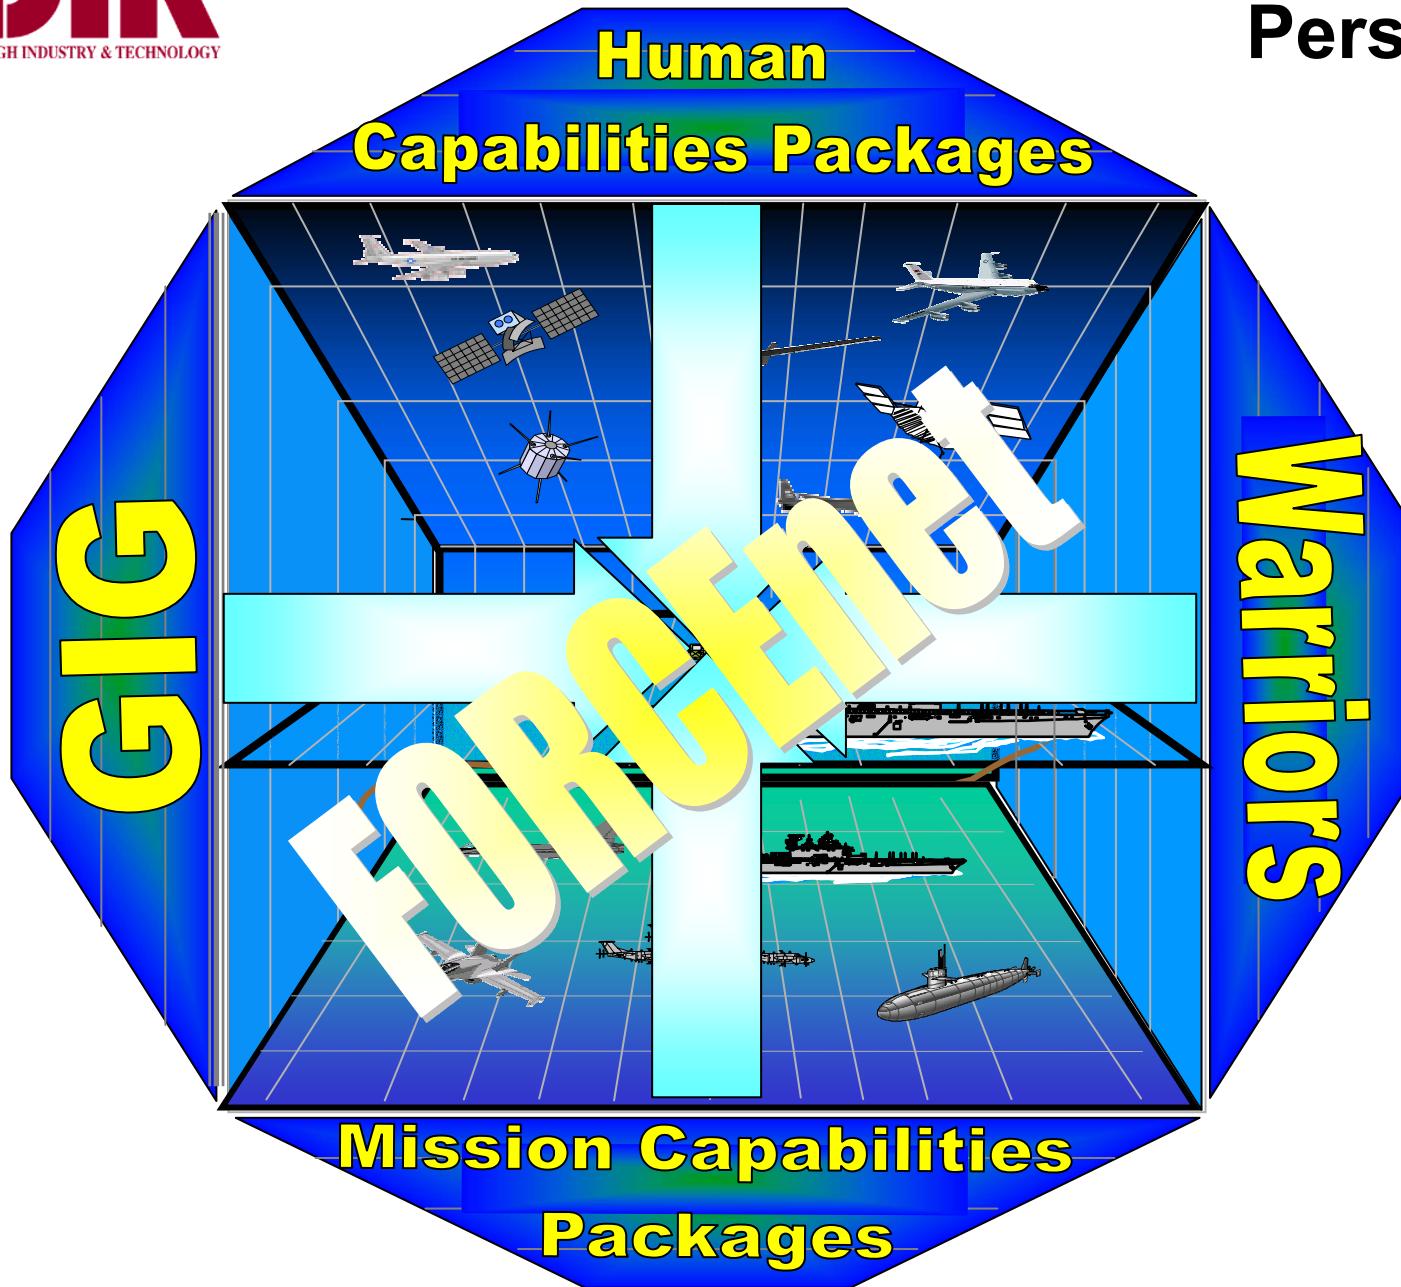 GH INDUSTRY & TECHNOLOGY
Pers
Human
Capabilities Packages
GIG
FORCEnet
Warriors
Mission Capabilities
Packages